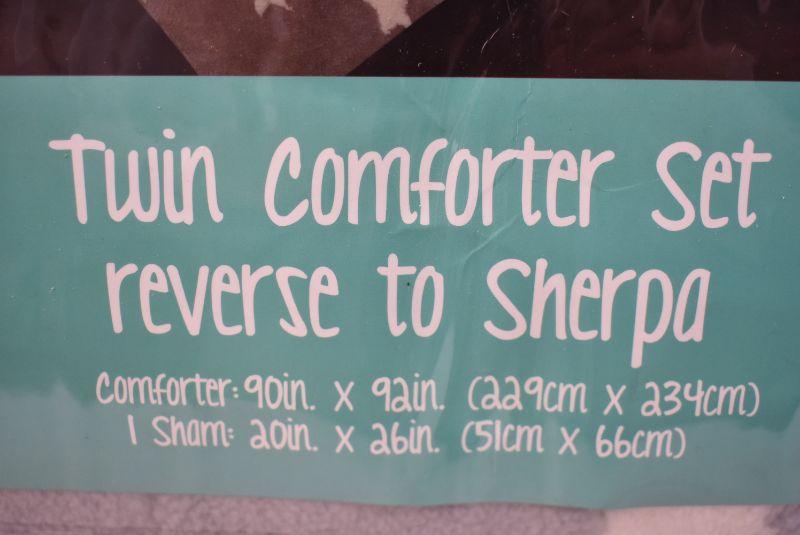 Twin Comforter Set
reverse to Sherpa
Comforter: 90in. X 92in. (229cm X 234cm)
1 Sham: 20in. X 26in. (51cm X 66cm)